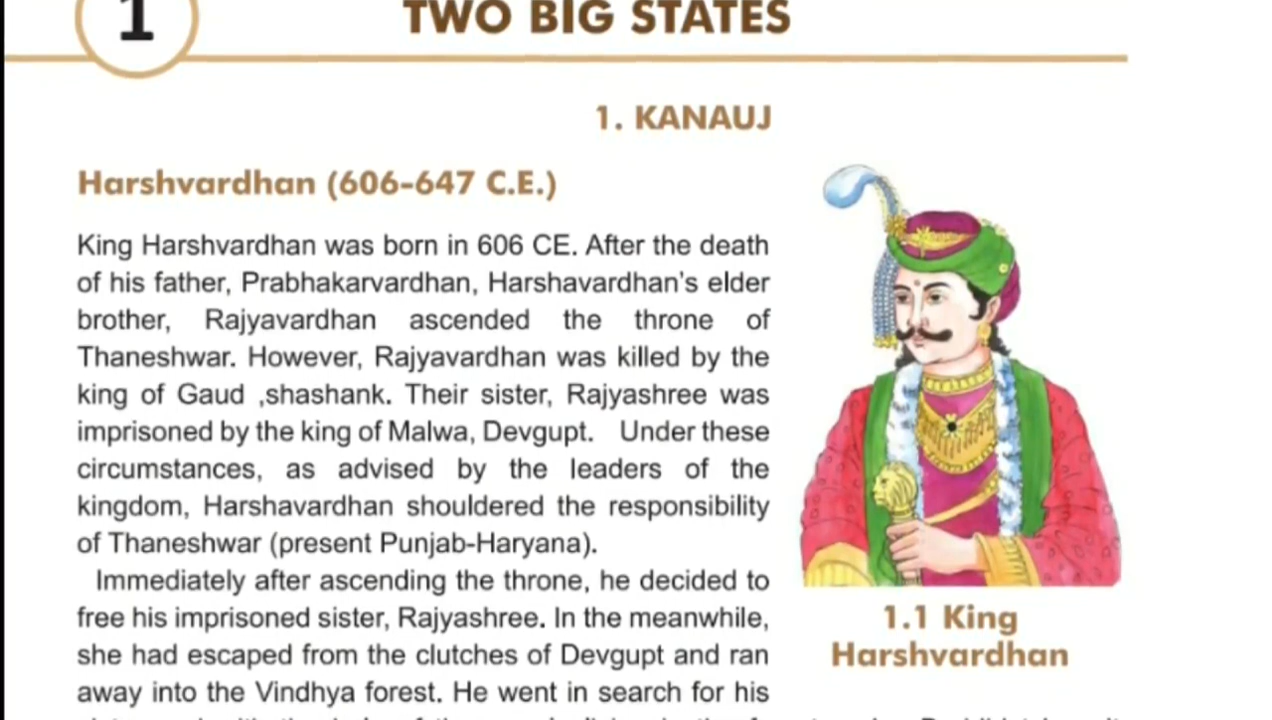 1
TWO BIG STATES
1. KANAUJ
Harshvardhan (606-647 C.E.)
King Harshvardhan was born in 606 CE. After the death
of his father, Prabhakarvardhan, Harshavardhan's elder
brother, Rajyavardhan ascended the throne of
Thaneshwar. However, Rajyavardhan was killed by the
king of Gaud ,shashank. Their sister, Rajyashree was
imprisoned by the king of Malwa, Devgupt. Under these
circumstances, as advised by the leaders of the
kingdom, Harshavardhan shouldered the responsibility
of Thaneshwar (present Punjab-Haryana).
Immediately after ascending the throne, he decided to
free his imprisoned sister, Rajyashree. In the meanwhile,
she had escaped from the clutches of Devgupt and ran
away into the Vindhya forest. He went in search for his
1.1 King
Harshvardhan